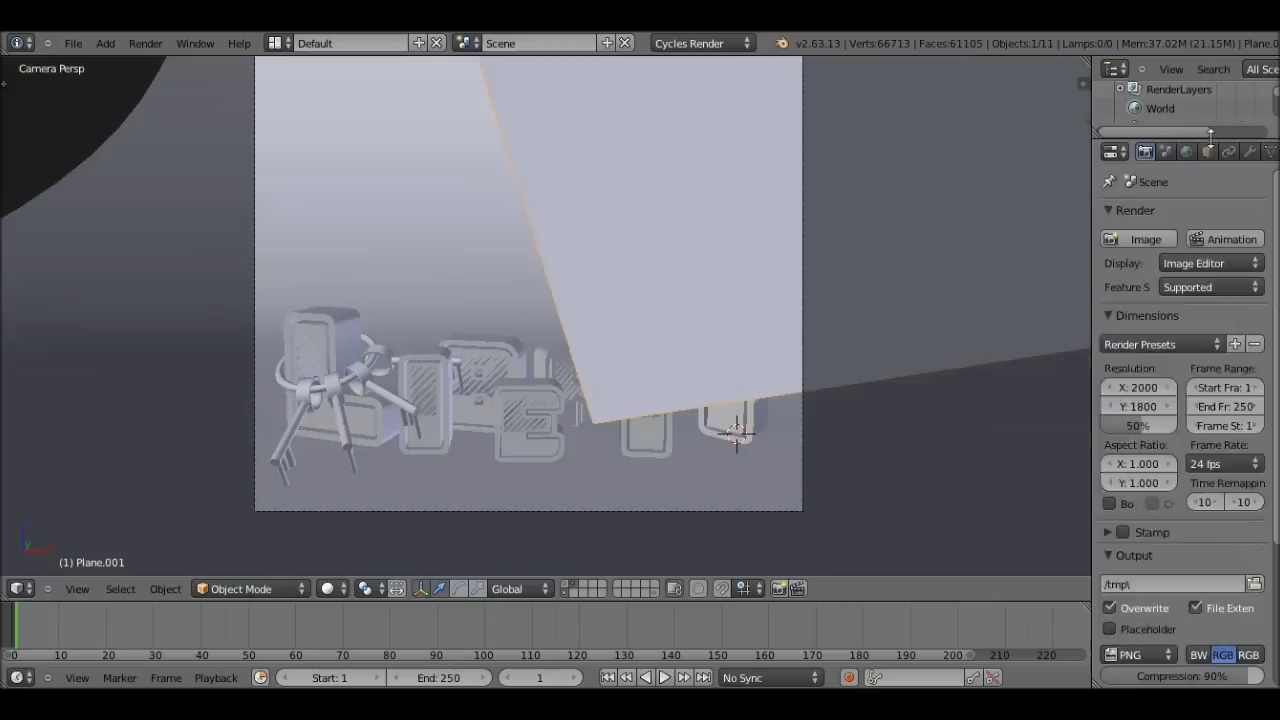 File Add Render Window Help Default Scene Cycles Render v2.63.13 | Verts:66713 | Faces:61105 | Objects:1/11 | Lamps:0/0 | Mem:37.02M (21.15M) | Plane.0
Camera Persp
View Search All Sce
RenderLayers
World
Scene
Render
Image Animation
Display: Image Editor
Feature S Supported
Dimensions
Render Presets
Resolution: Frame Range:
X: 2000 Start Fra: 1
Y: 1800 End Fr: 250
50% Frame St: 1
Aspect Ratio: Frame Rate:
X: 1.000 24 fps
Y: 1.000 Time Remappin
Bo Cr 10 10
Stamp
Output
/tmp\
Overwrite File Exten
Placeholder
PNG BW RGB RGB
Compression: 90%
(1) Plane.001
View Select Object Object Mode Global
0 10 20 30 40 50 60 70 80 90 100 110 120 130 140 150 160 170 180 190 200 210 220
View Marker Frame Playback Start: 1 End: 250 1 No Sync